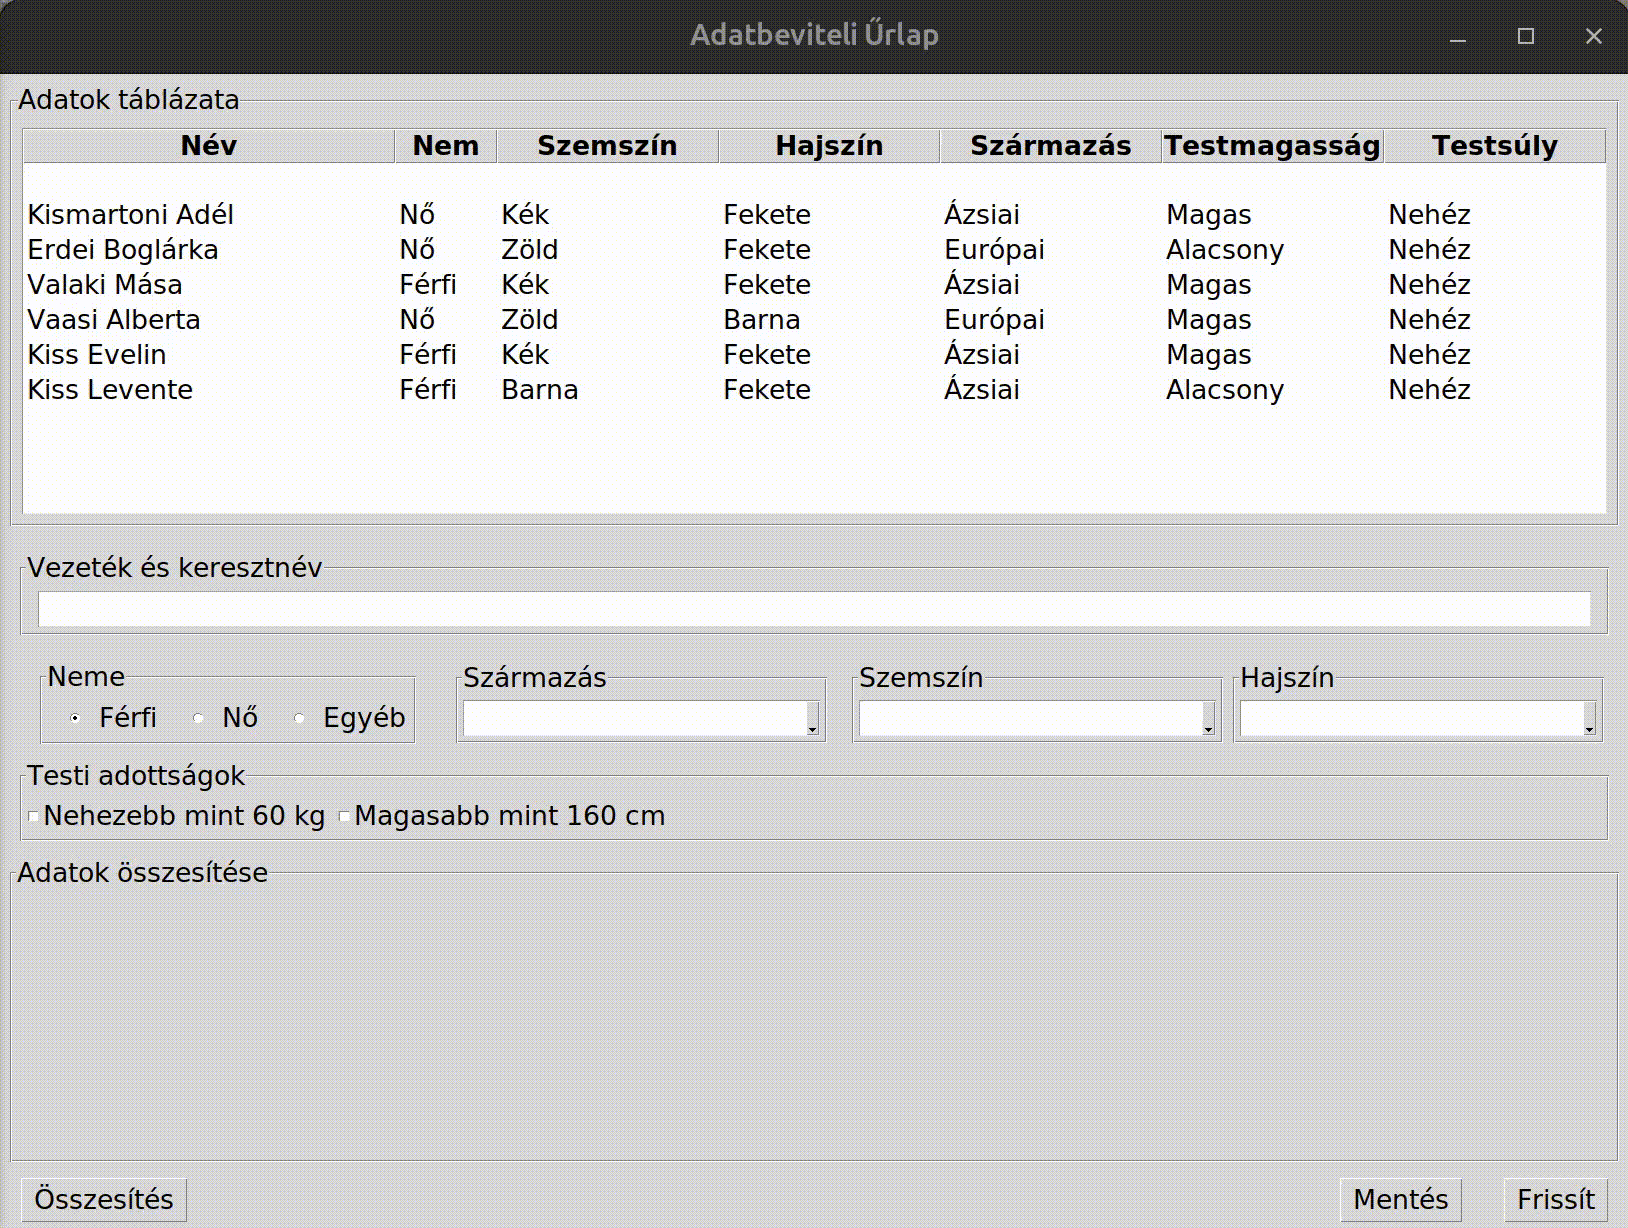 Adatbeviteli Űrlap
Adatok táblázata
Név Nem Szemszín Hajszín Származás Testmagasság Testsúly
Kismartoni Adél Nő Kék Fekete Ázsiai Magas Nehéz
Erdei Boglárka Nő Zöld Fekete Európai Alacsony Nehéz
Valaki Mása Férfi Kék Fekete Ázsiai Magas Nehéz
Vaasi Alberta Nő Zöld Barna Európai Magas Nehéz
Kiss Evelin Férfi Kék Fekete Ázsiai Magas Nehéz
Kiss Levente Férfi Barna Fekete Ázsiai Alacsony Nehéz
Vezeték és keresztnév
Neme Származás Szemszín Hajszín
Férfi Nő Egyéb
Testi adottságok
Nehezebb mint 60 kg Magasabb mint 160 cm
Adatok összesítése
Összesítés Mentés Frissít